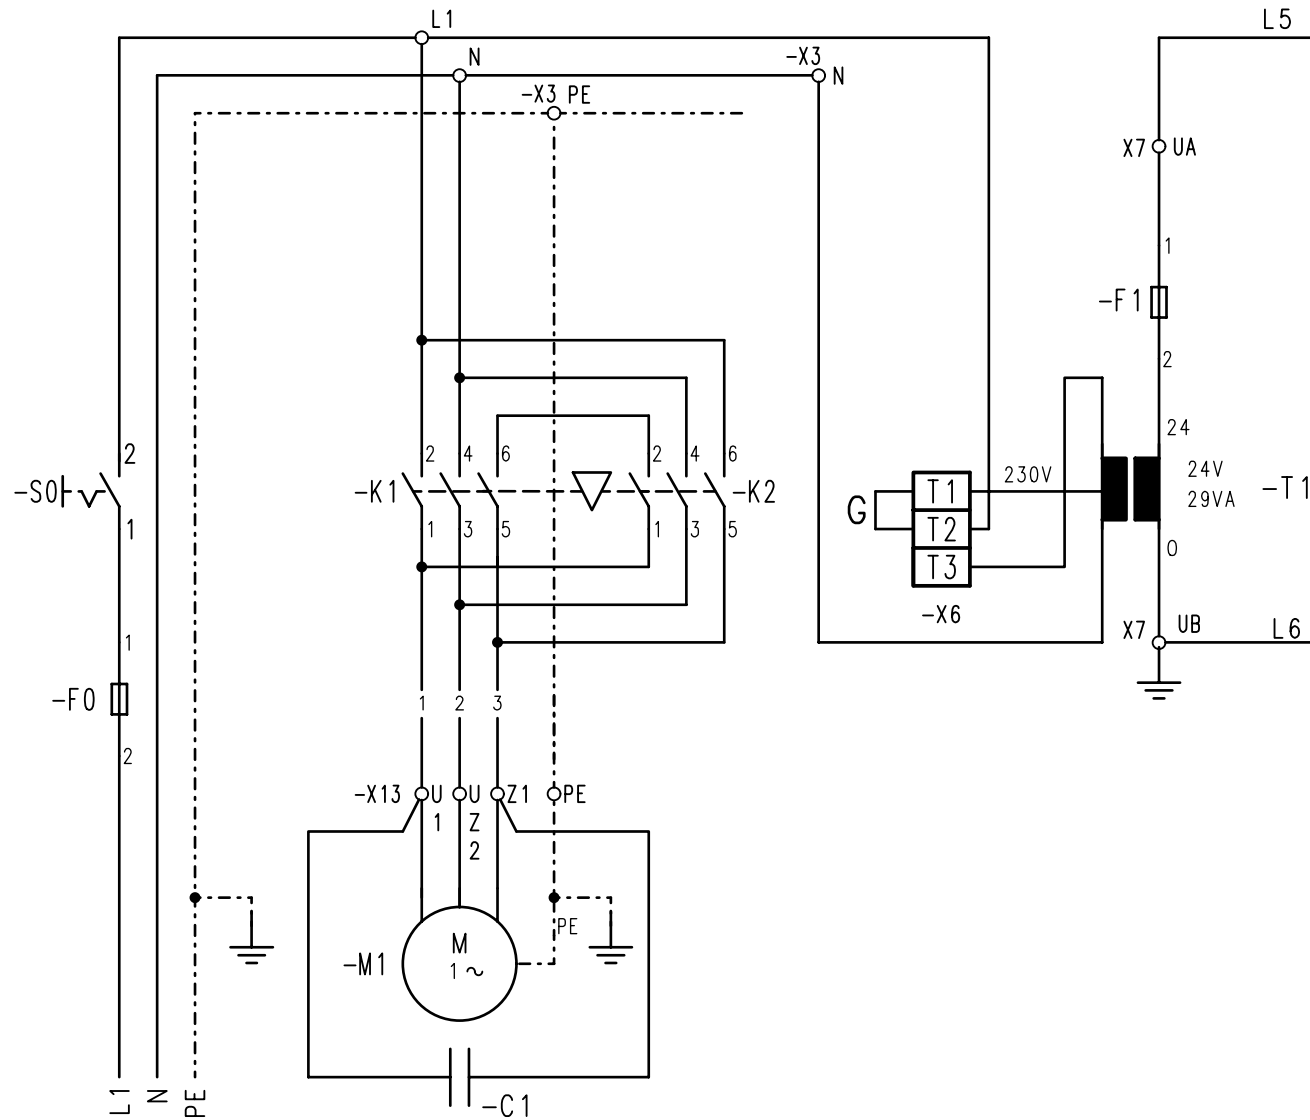 L1
L5
N
-X3
N
-X3 PE
X7 UA
1
-F1
2
24
2
2 4 6 2 4 6
-S0
-K1
-K2
T1
230V
24V
-T1
29VA
G
T2
1
1 3 5 1 3 5
0
T3
-X6
1
X7 UB
L6
-F0
1 2 3
2
-X13 U U Z1 PE
1 Z
2
PE
M
-M1
1 ~
-C1
L1
N
PE